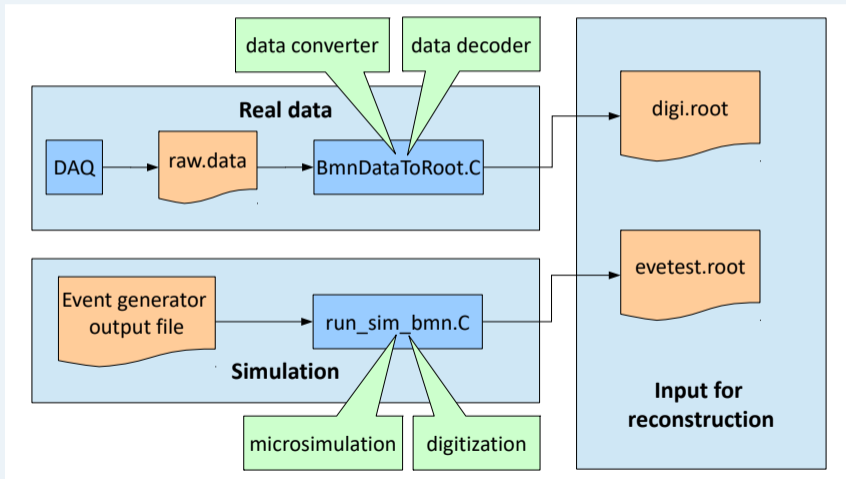 data converter
data decoder
Real data
DAQ
raw.data
BmnDataToRoot.C
digi.root
Event generator
output file
run_sim_bmn.C
evetest.root
Simulation
microsimulation
digitization
Input for
reconstruction